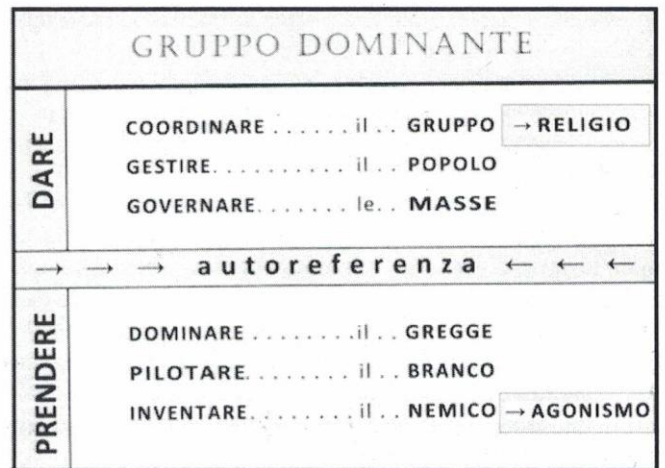 GRUPPO DOMINANTE
DARE
COORDINARE . . . . . . il . . GRUPPO → RELIGIO
GESTIRE. . . . . . . . . . il . . POPOLO
GOVERNARE. . . . . . . le. . MASSE
→ → → autoreferenza ← ← ←
PRENDERE
DOMINARE . . . . . . . .il . . GREGGE
PILOTARE. . . . . . . . il . . BRANCO
INVENTARE. . . . . . . il . . NEMICO → AGONISMO